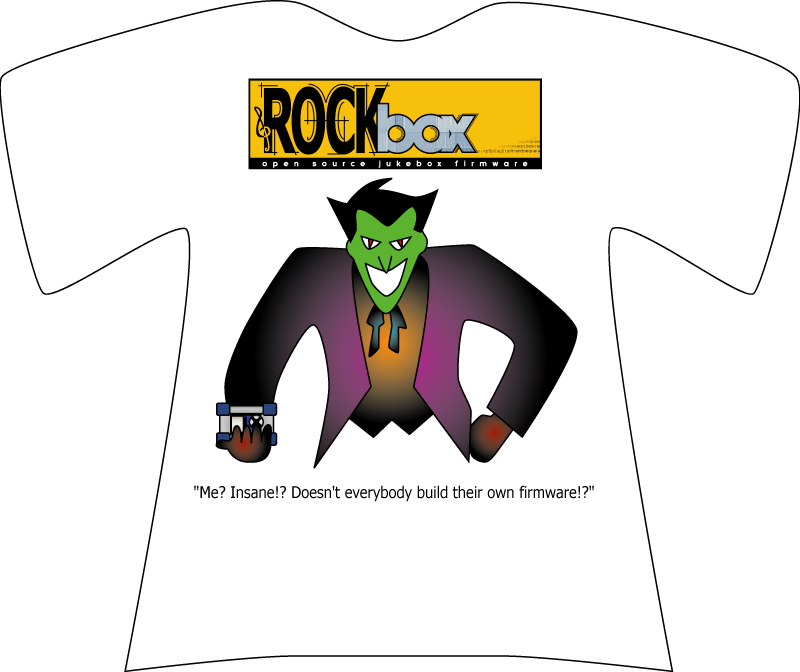 ROCKbox
open source jukebox firmware
"Me? Insane!? Doesn't everybody build their own firmware!?"